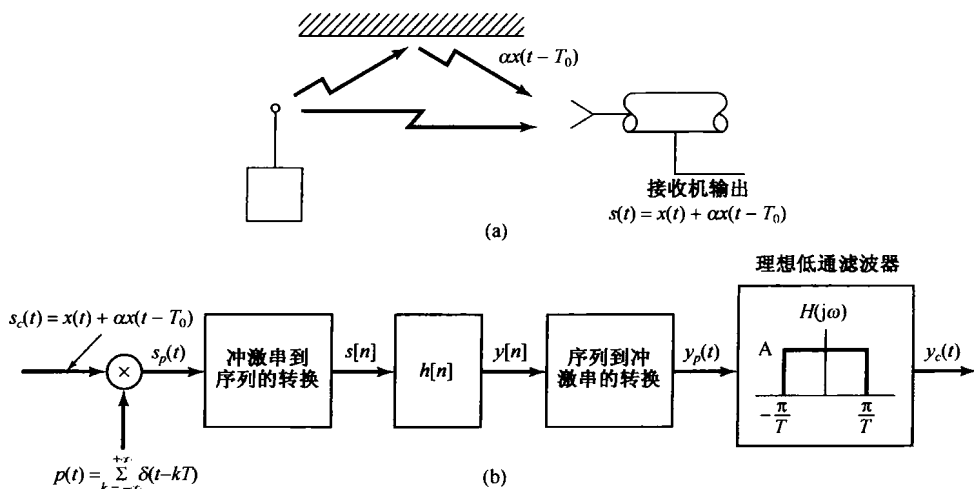 αx(t − T₀)
接收机输出
s(t) = x(t) + αx(t − T₀)
(a)
理想低通滤波器
s_c(t) = x(t) + αx(t − T₀)
s_p(t)
冲激串到
序列的转换
s[n]
h[n]
y[n]
序列到冲
激串的转换
y_p(t)
H(jω)
A
−π/T
π/T
y_c(t)
×
p(t) = Σ δ(t−kT)
(b)